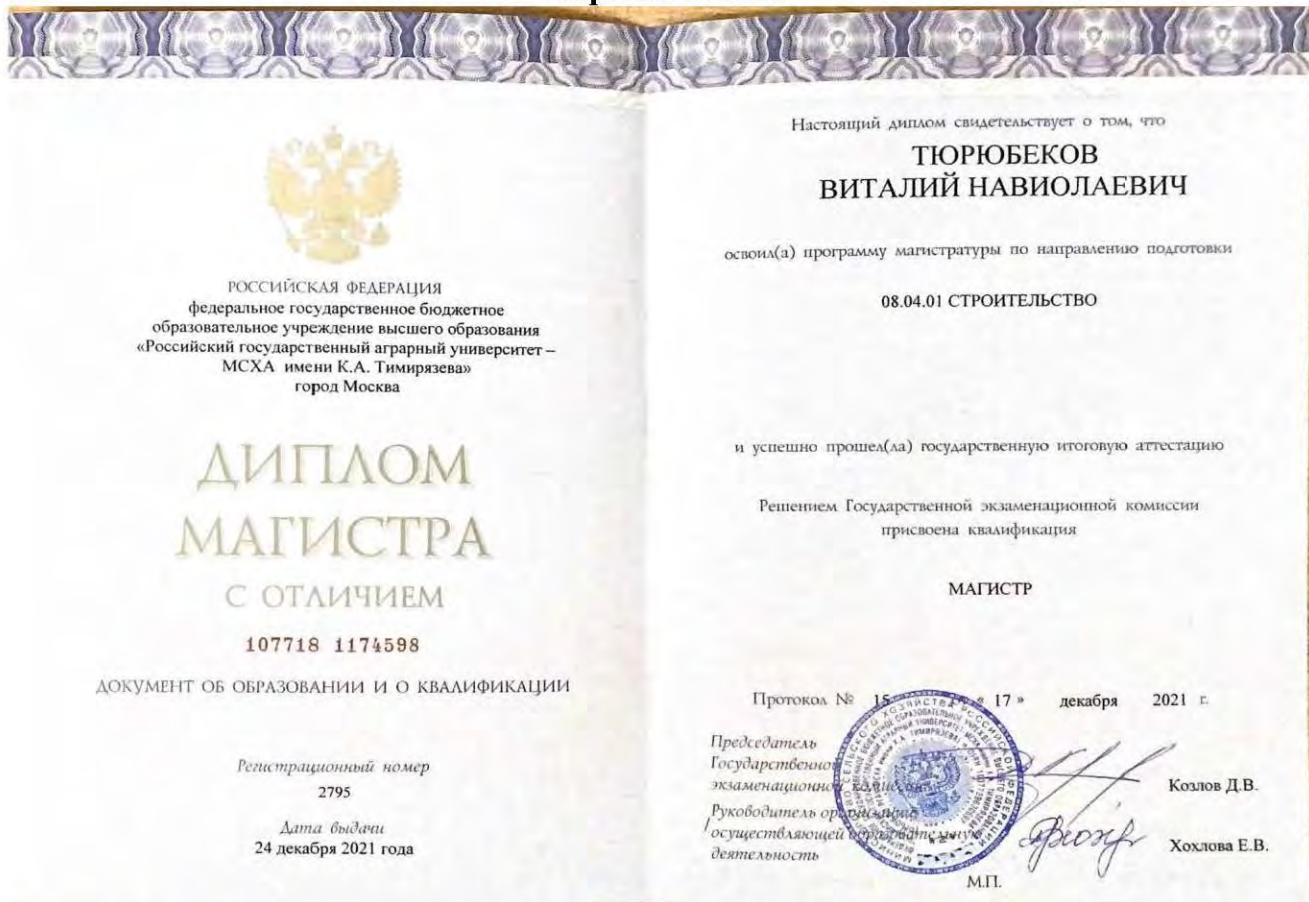 РОССИЙСКАЯ ФЕДЕРАЦИЯ
федеральное государственное бюджетное
образовательное учреждение высшего образования
«Российский государственный аграрный университет –
МСХА имени К.А. Тимирязева»
город Москва
ДИПЛОМ
МАГИСТРА
С ОТЛИЧИЕМ
107718 1174598
ДОКУМЕНТ ОБ ОБРАЗОВАНИИ И О КВАЛИФИКАЦИИ
Регистрационный номер
2795
Дата выдачи
24 декабря 2021 года
Настоящий диплом свидетельствует о том, что
ТЮРЮБЕКОВ
ВИТАЛИЙ НАВИОЛАЕВИЧ
освоил(а) программу магистратуры по направлению подготовки
08.04.01 СТРОИТЕЛЬСТВО
и успешно прошел(ла) государственную итоговую аттестацию
Решением Государственной экзаменационной комиссии
присвоена квалификация
МАГИСТР
Протокол № 15 « 17 » декабря 2021 г.
Председатель
Государственной
экзаменационной комиссии
Козлов Д.В.
Руководитель организации,
осуществляющей образовательную
деятельность
Хохлова Е.В.
М.П.